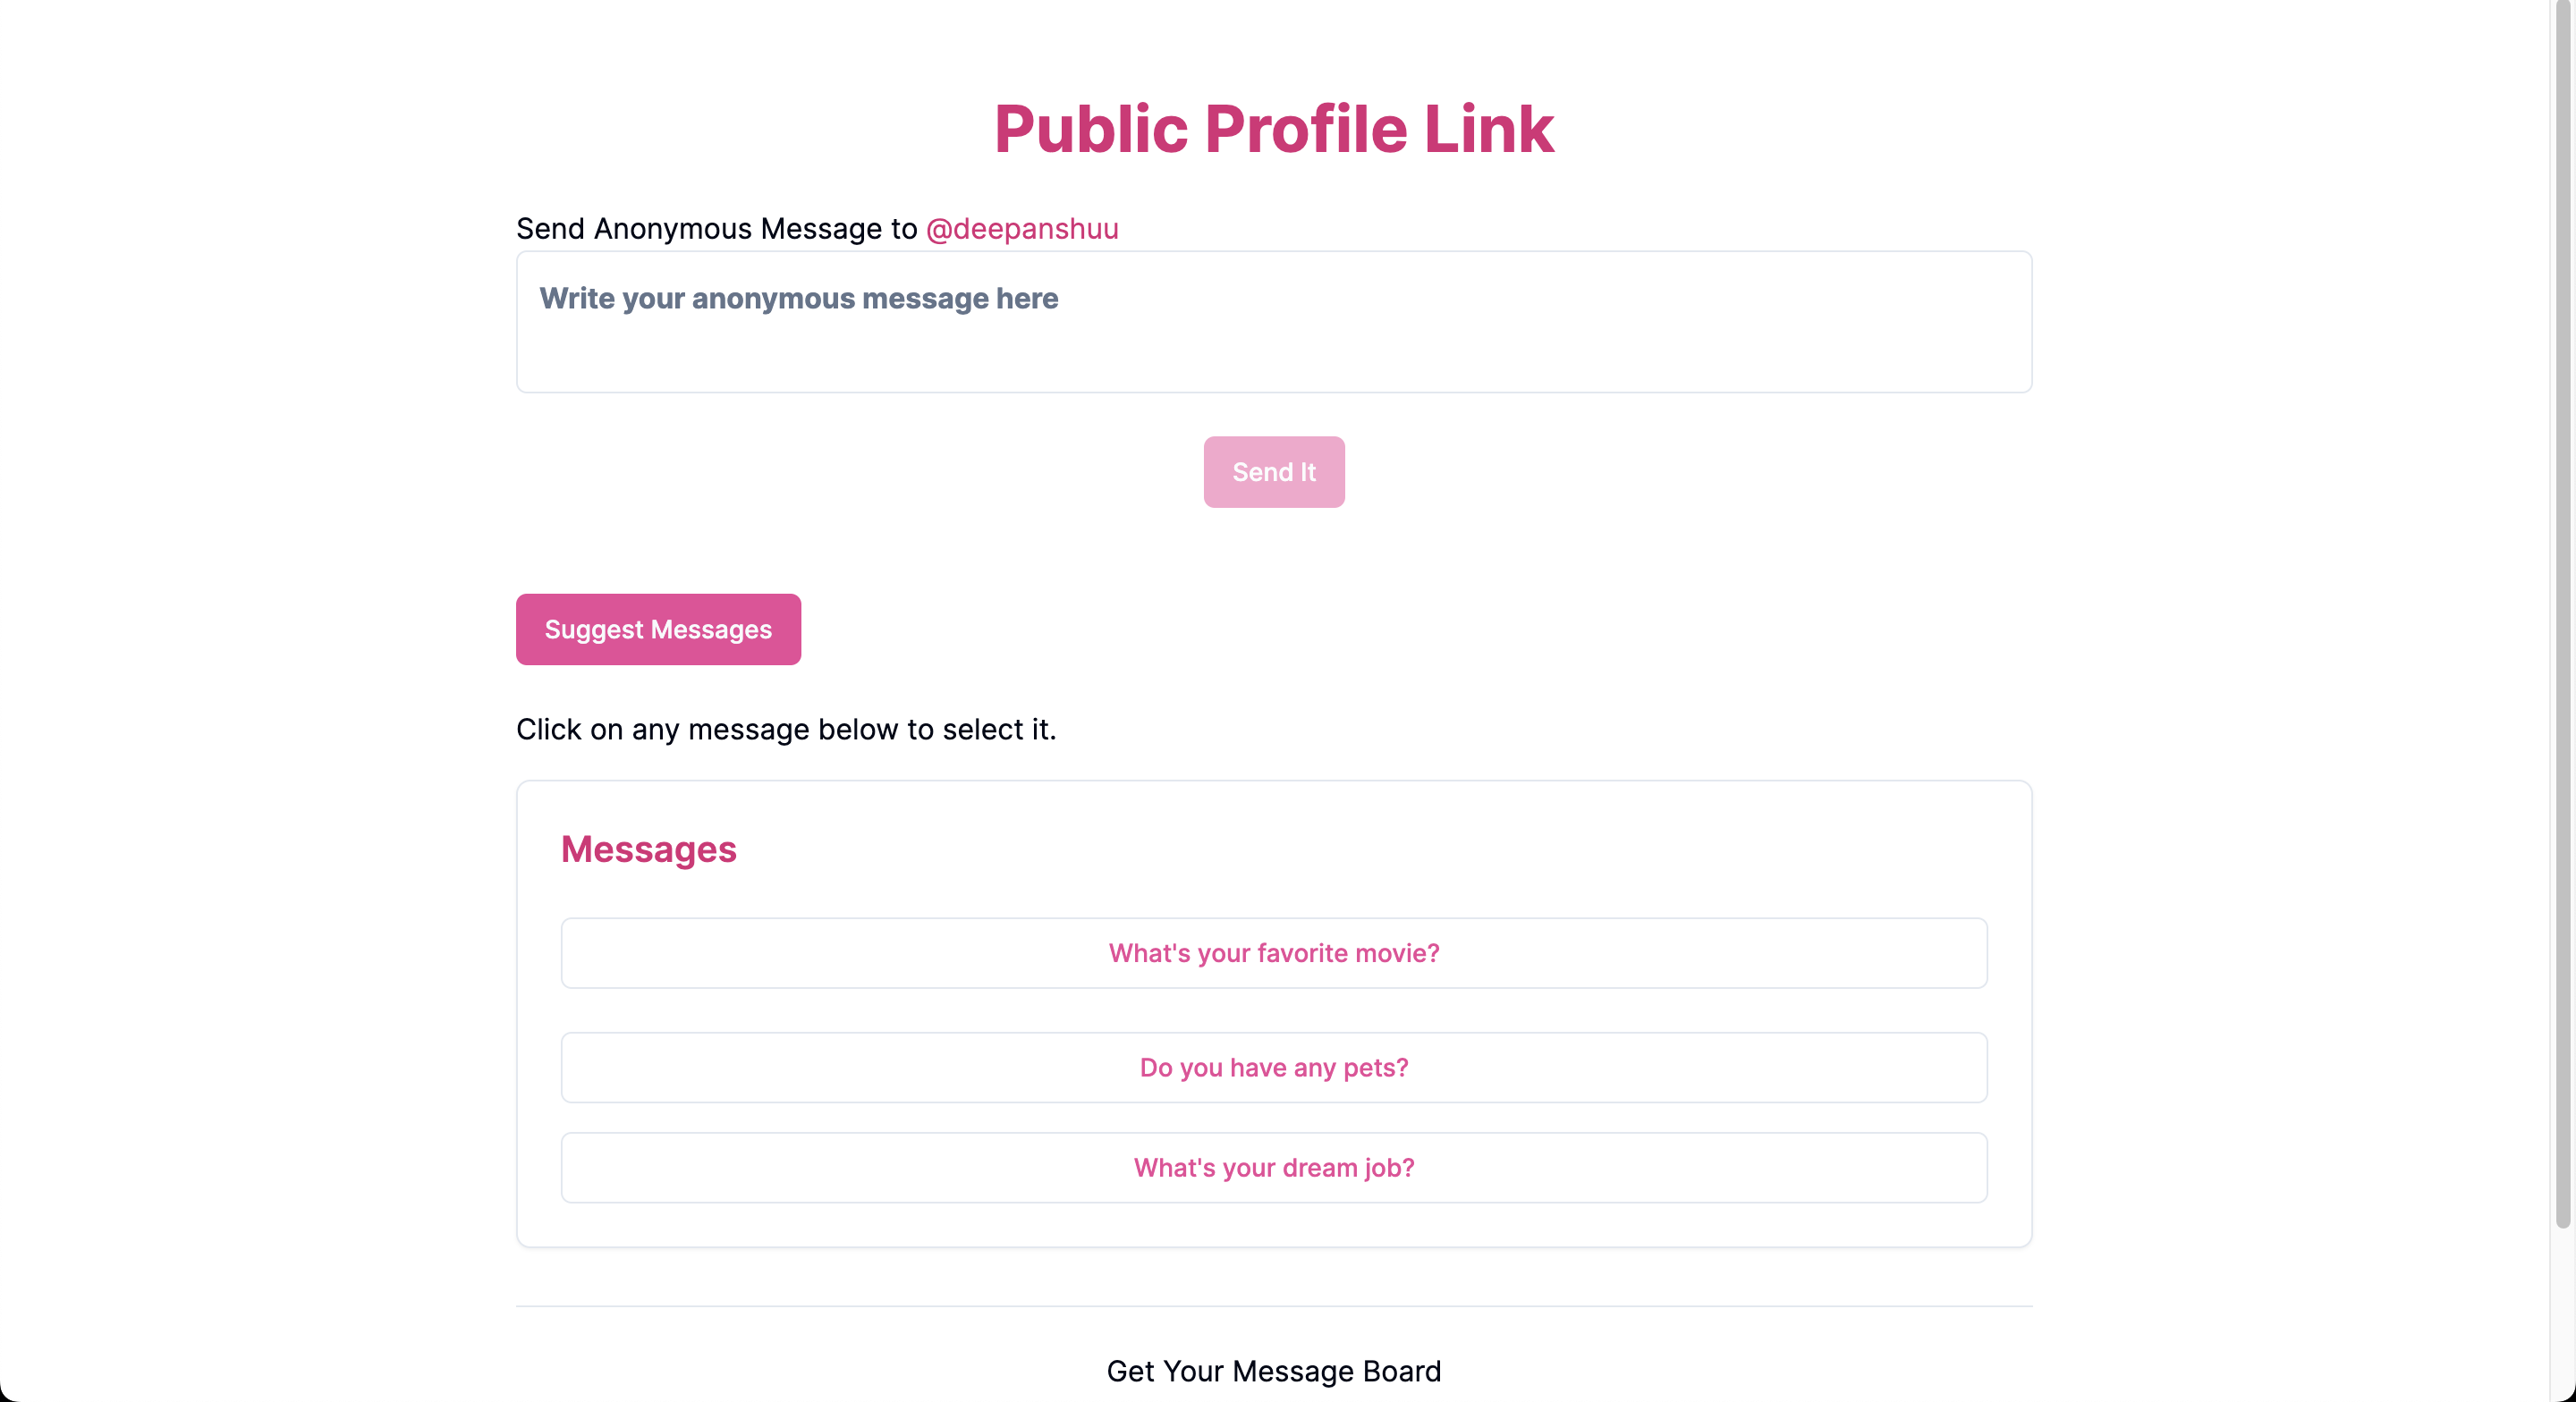 Public Profile Link
Send Anonymous Message to @deepanshuu
Write your anonymous message here
Send It
Suggest Messages
Click on any message below to select it.
Messages
What's your favorite movie?
Do you have any pets?
What's your dream job?
Get Your Message Board